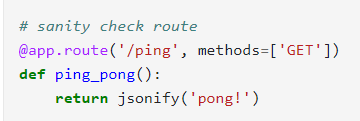 # sanity check route
@app.route('/ping', methods=['GET'])
def ping_pong():
    return jsonify('pong!')